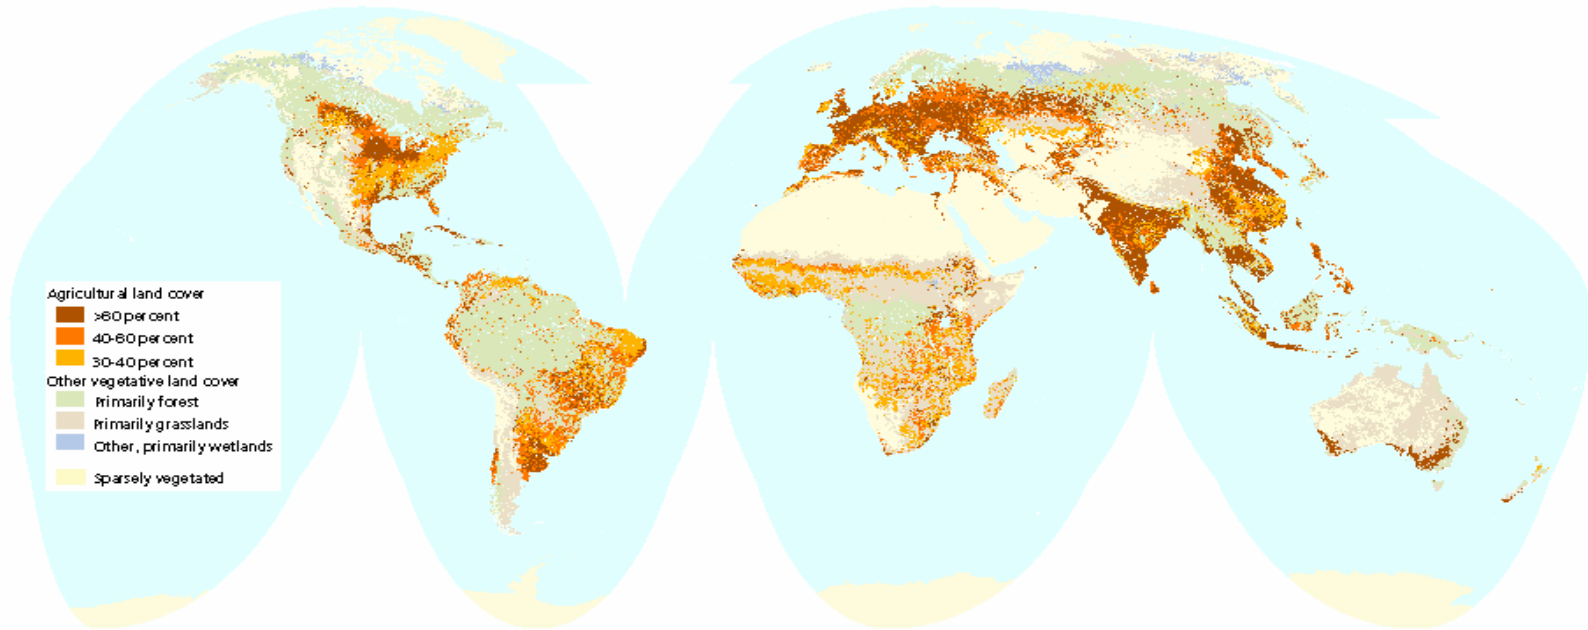 Agricultural land cover
>60 percent
40-60 percent
30-40 percent
Other vegetative land cover
Primarily forest
Primarily grasslands
Other, primarily wetlands
Sparsely vegetated